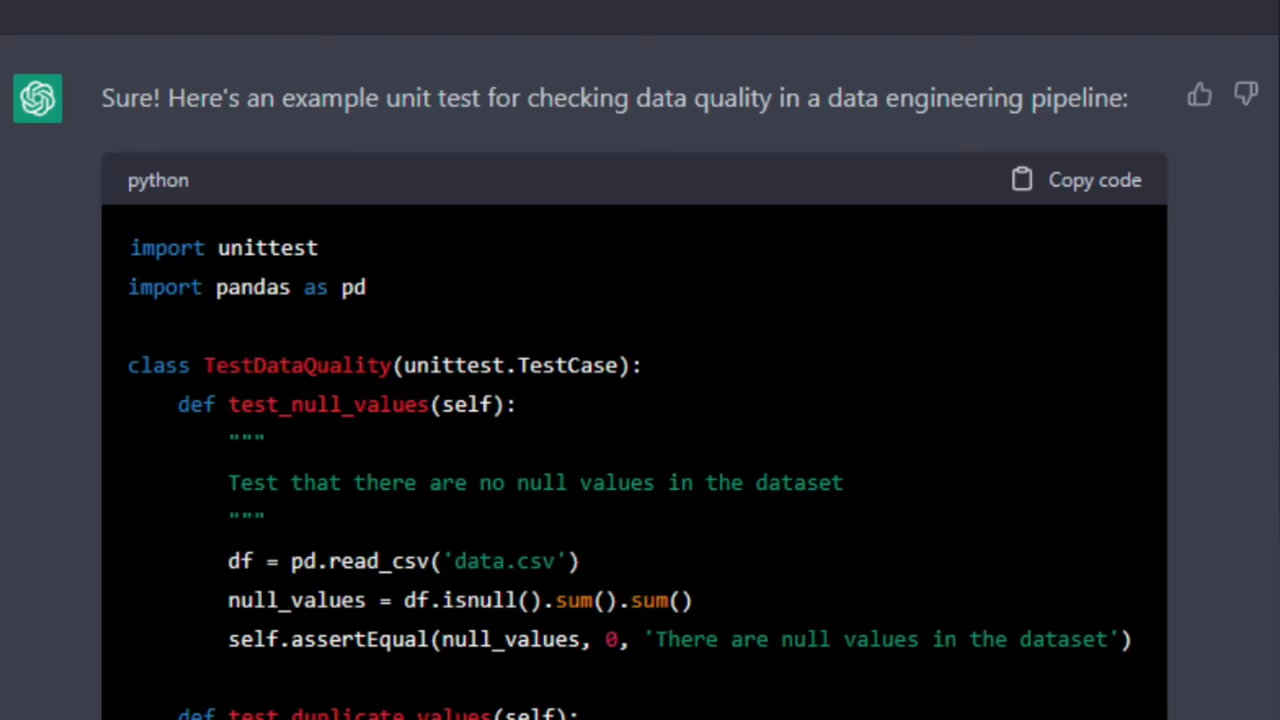 Sure! Here's an example unit test for checking data quality in a data engineering pipeline:
python
Copy code
import unittest
import pandas as pd
class TestDataQuality(unittest.TestCase):
def test_null_values(self):
"""
Test that there are no null values in the dataset
"""
df = pd.read_csv('data.csv')
null_values = df.isnull().sum().sum()
self.assertEqual(null_values, 0, 'There are null values in the dataset')
def test_duplicate_values(self):